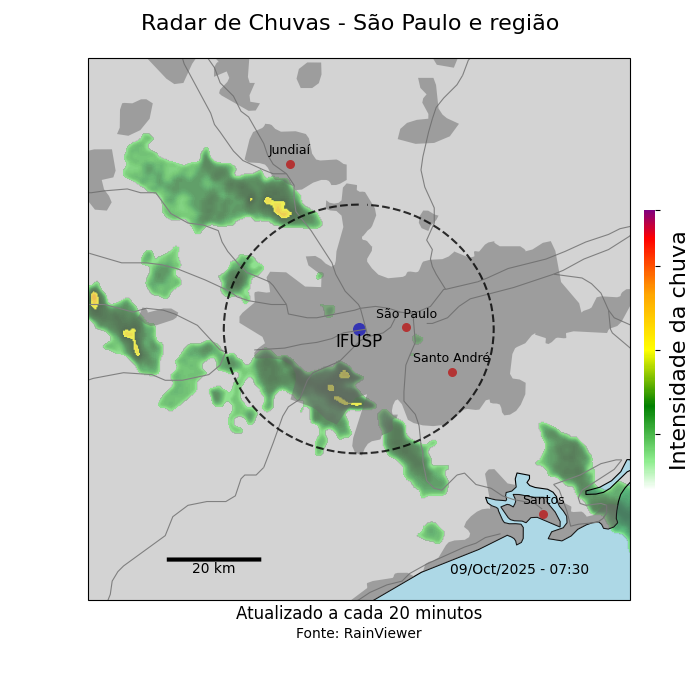 Radar de Chuvas - São Paulo e região
Jundiaí
São Paulo
IFUSP
Santo André
Santos
20 km
09/Oct/2025 - 07:30
Intensidade da chuva
Atualizado a cada 20 minutos
Fonte: RainViewer